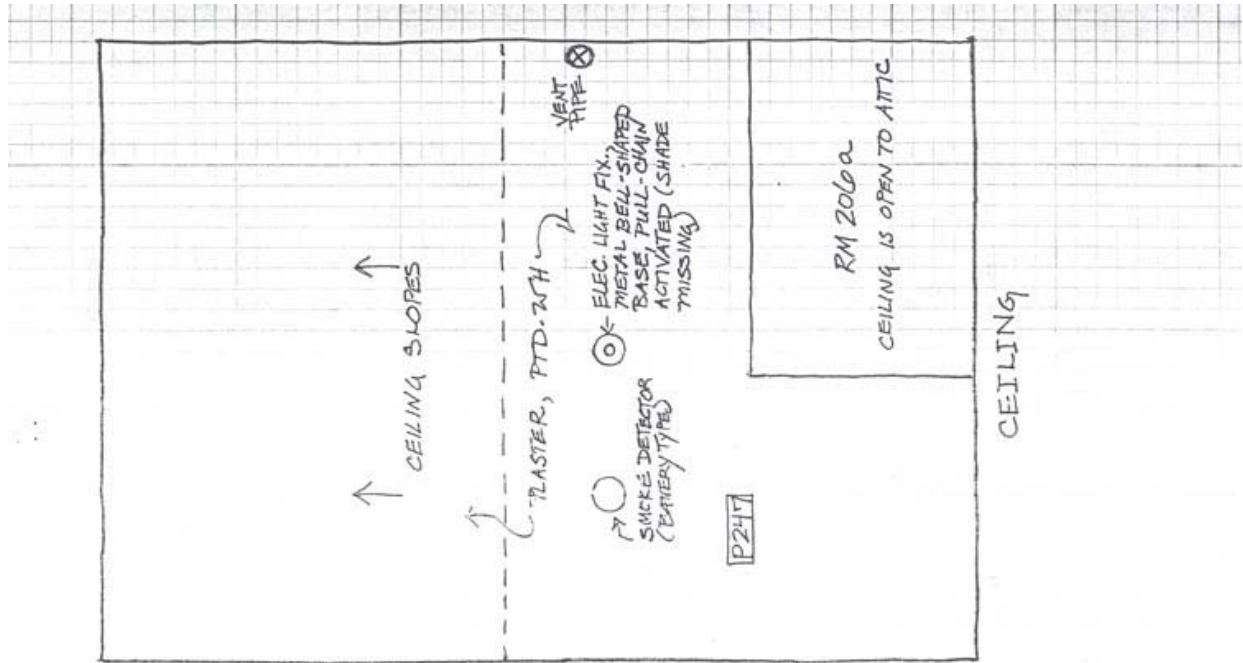 CEILING SLOPES
PLASTER, PTD. WH
VENT
PIPE
ELEC. LIGHT FIX.,
METAL BELL-SHAPED
BASE, PULL-CHAIN
ACTIVATED (SHADE
MISSING)
SMOKE DETECTOR
(BATTERY TYPE)
P247
RM 206a
CEILING IS OPEN TO ATTIC
CEILING